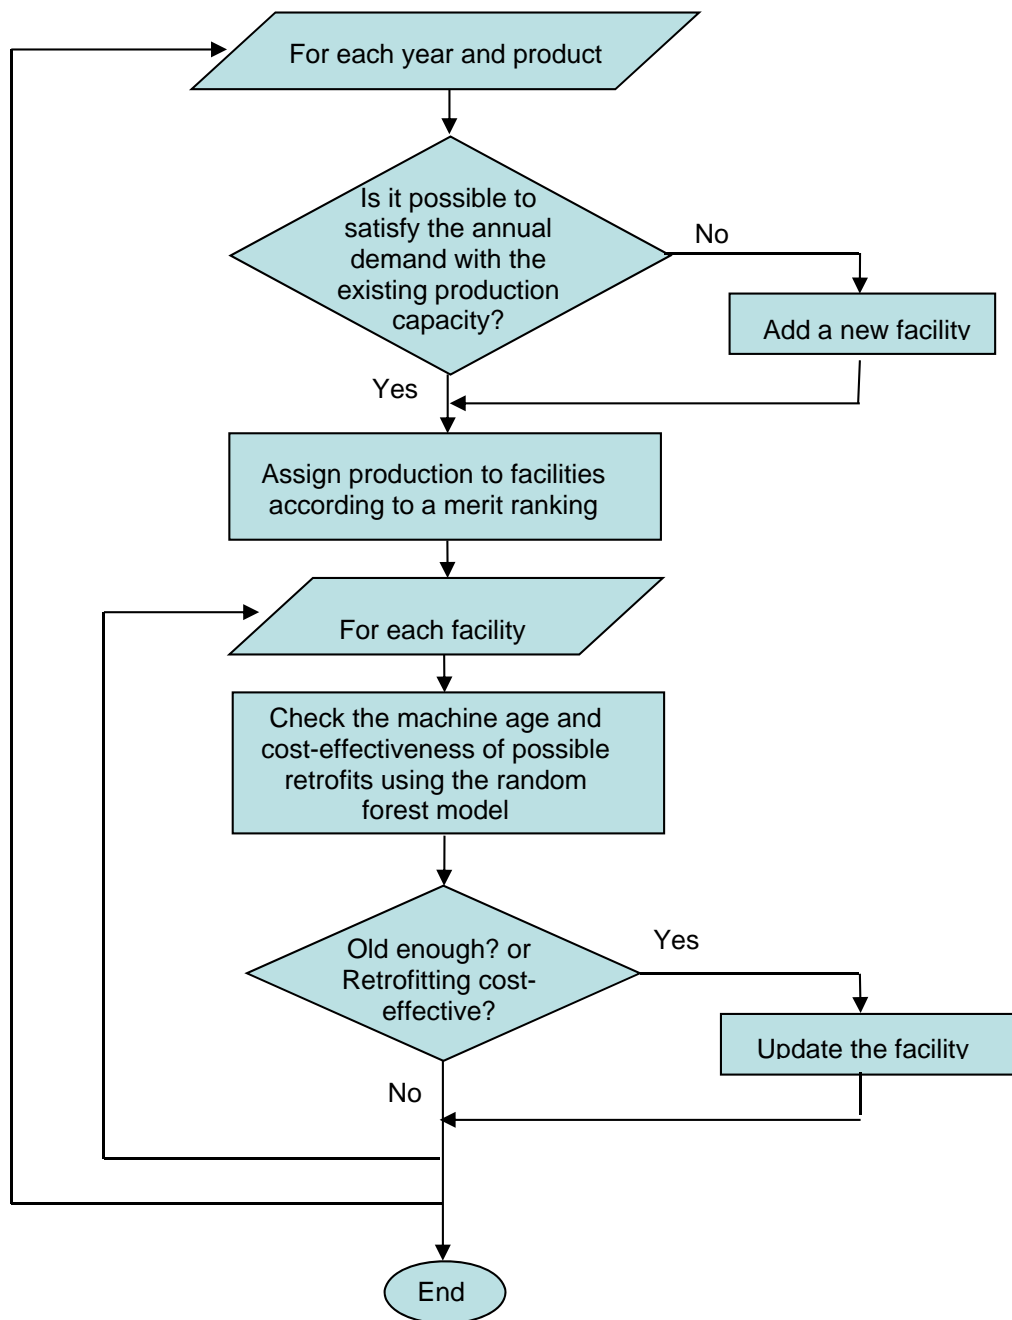 For each year and product
Is it possible to
satisfy the annual
demand with the
existing production
capacity?
No
Add a new facility
Yes
Assign production to facilities
according to a merit ranking
For each facility
Check the machine age and
cost-effectiveness of possible
retrofits using the random
forest model
Old enough? or
Retrofitting cost-
effective?
Yes
Update the facility
No
End